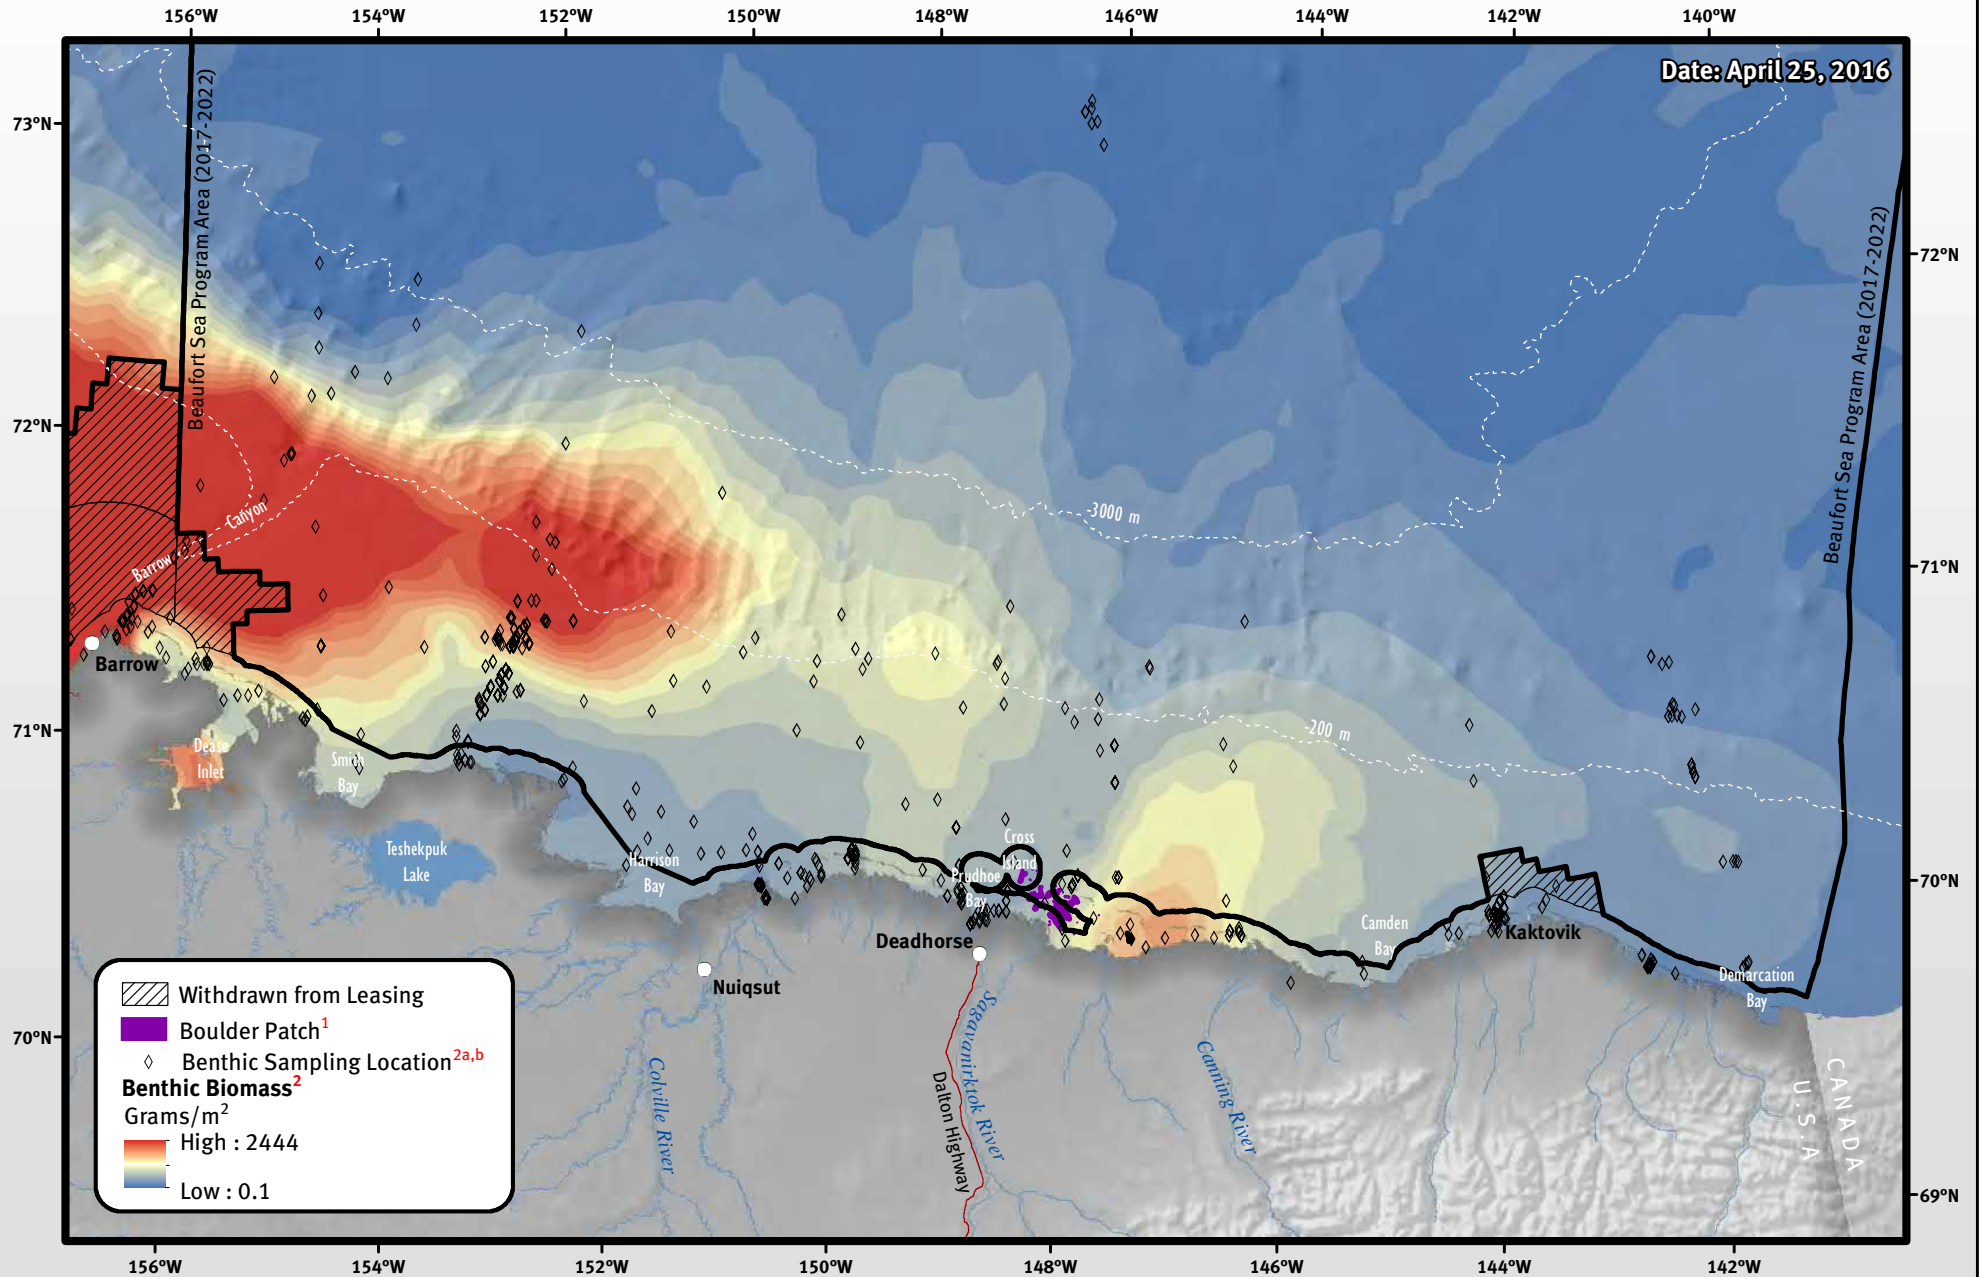 156°W 154°W 152°W 150°W 148°W 146°W 144°W 142°W 140°W
Date: April 25, 2016
73°N
72°N
71°N
70°N
72°N
71°N
70°N
69°N
Beaufort Sea Program Area (2017-2022)
Beaufort Sea Program Area (2017-2022)
Barrow
Canyon
-3000 m
-200 m
Barrow
Dease
Inlet
Smith
Bay
Teshekpuk
Lake
Harrison
Bay
Cross
Island
Prudhoe
Bay
Deadhorse
Nuiqsut
Camden
Bay
Kaktovik
Demarcation
Bay
Colville River
Sagavanirktok River
Dalton Highway
Canning River
CANADA
U.S.A
Withdrawn from Leasing
Boulder Patch1
Benthic Sampling Location2a,b
Benthic Biomass2
Grams/m2
High : 2444
Low : 0.1
156°W 154°W 152°W 150°W 148°W 146°W 144°W 142°W